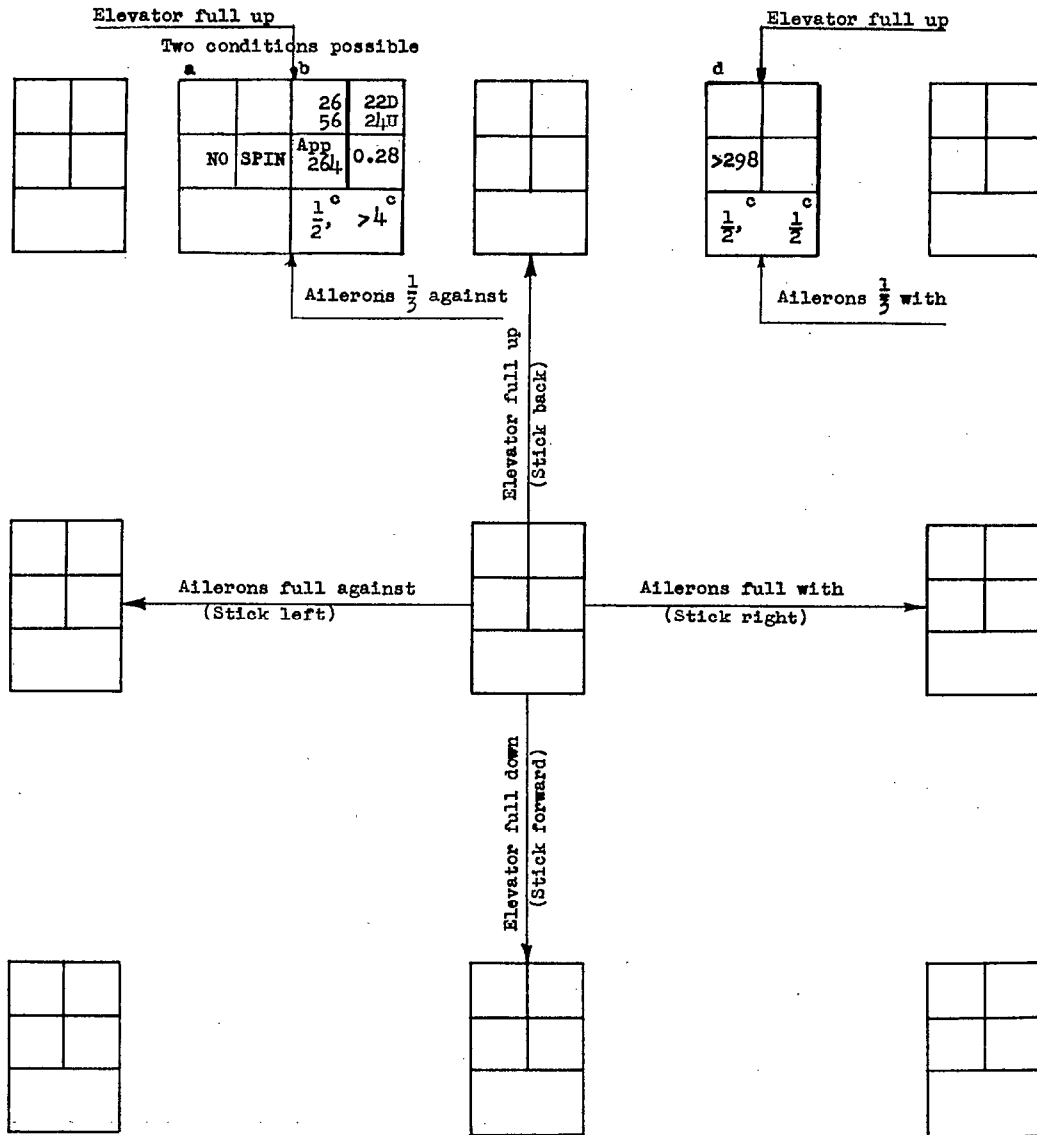 Elevator full up
Elevator full up
Two conditions possible
a
b
d
26
56
22D
24U
NO SPIN
App
264
0.28
>298
1/2,ᶜ >4ᶜ
1/2,ᶜ 1/2ᶜ
Ailerons 1/3 against
Ailerons 1/3 with
Elevator full up
(Stick back)
Ailerons full against
(Stick left)
Ailerons full with
(Stick right)
Elevator full down
(Stick forward)